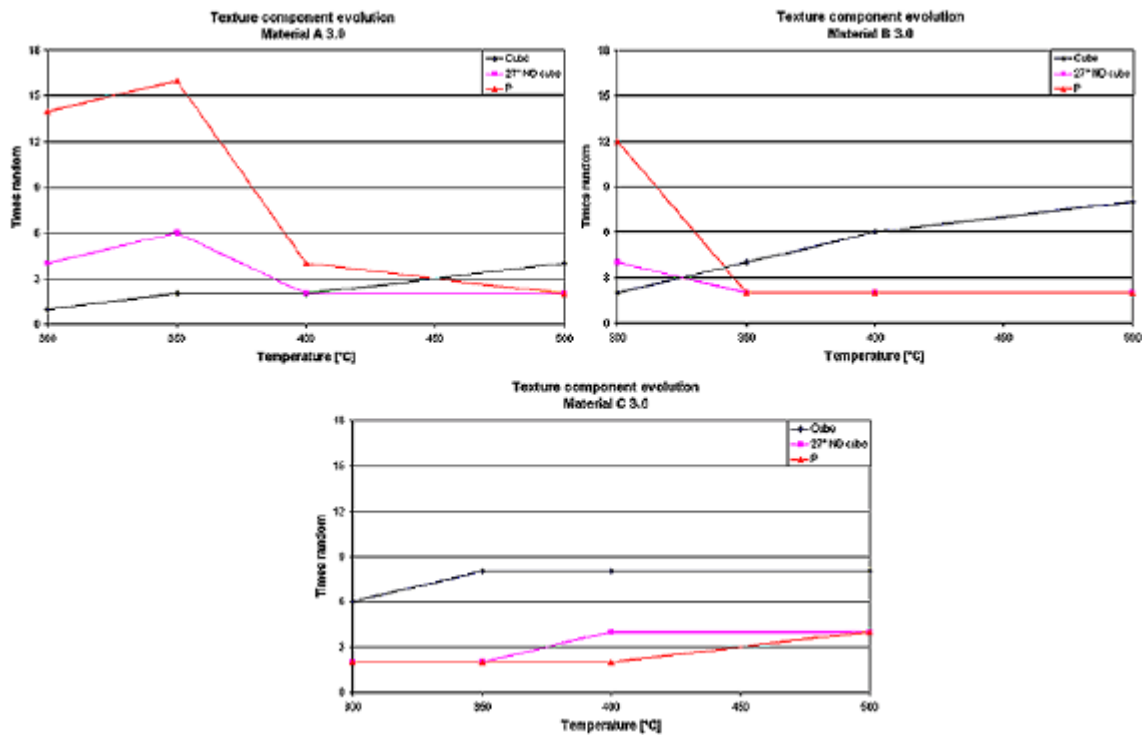 Texture component evolution
Material A 3.0
Cube
27° ND cube
P
Times random
18
15
12
9
6
3
0
300
350
400
450
500
Temperature [°C]
Texture component evolution
Material B 3.0
Cube
27° ND cube
P
Times random
18
15
12
9
6
3
0
300
350
400
450
500
Temperature [°C]
Texture component evolution
Material C 3.0
Cube
27° ND cube
P
Times random
18
15
12
9
6
3
0
300
350
400
450
500
Temperature [°C]